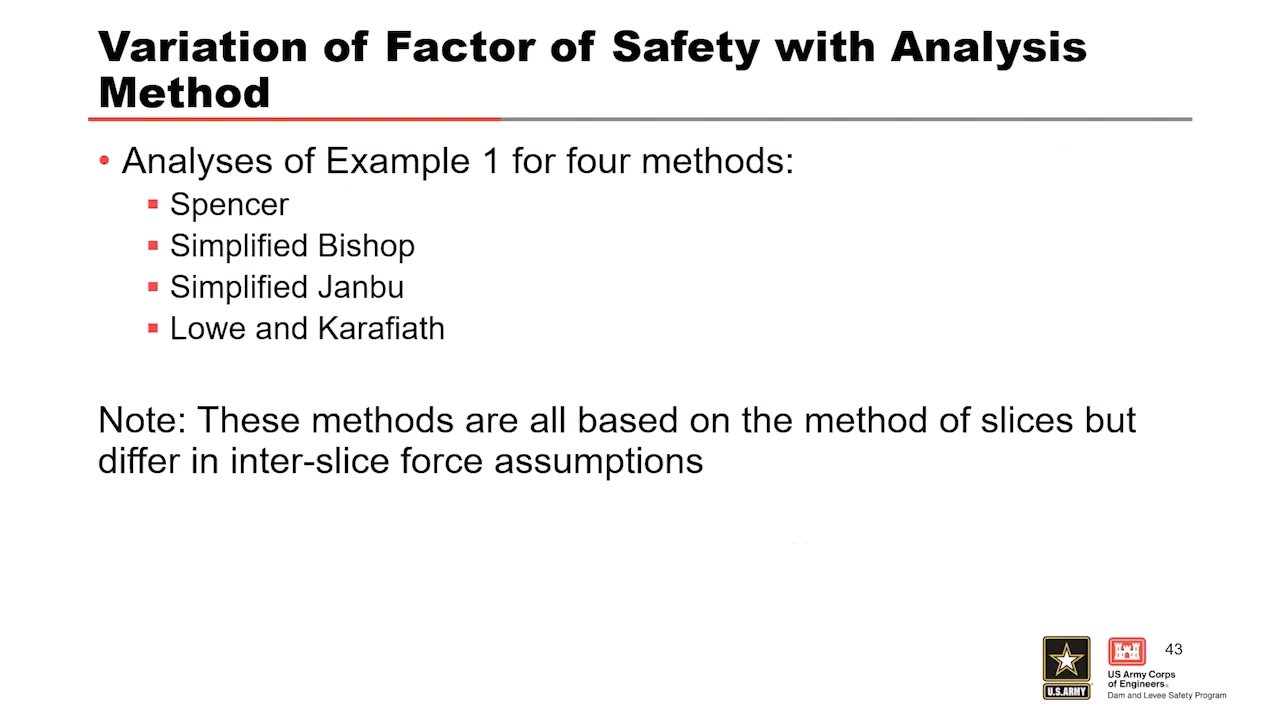 Variation of Factor of Safety with Analysis
Method
• Analyses of Example 1 for four methods:
▪ Spencer
▪ Simplified Bishop
▪ Simplified Janbu
▪ Lowe and Karafiath
Note: These methods are all based on the method of slices but
differ in inter-slice force assumptions
U.S.ARMY
43
US Army Corps
of Engineers®
Dam and Levee Safety Program